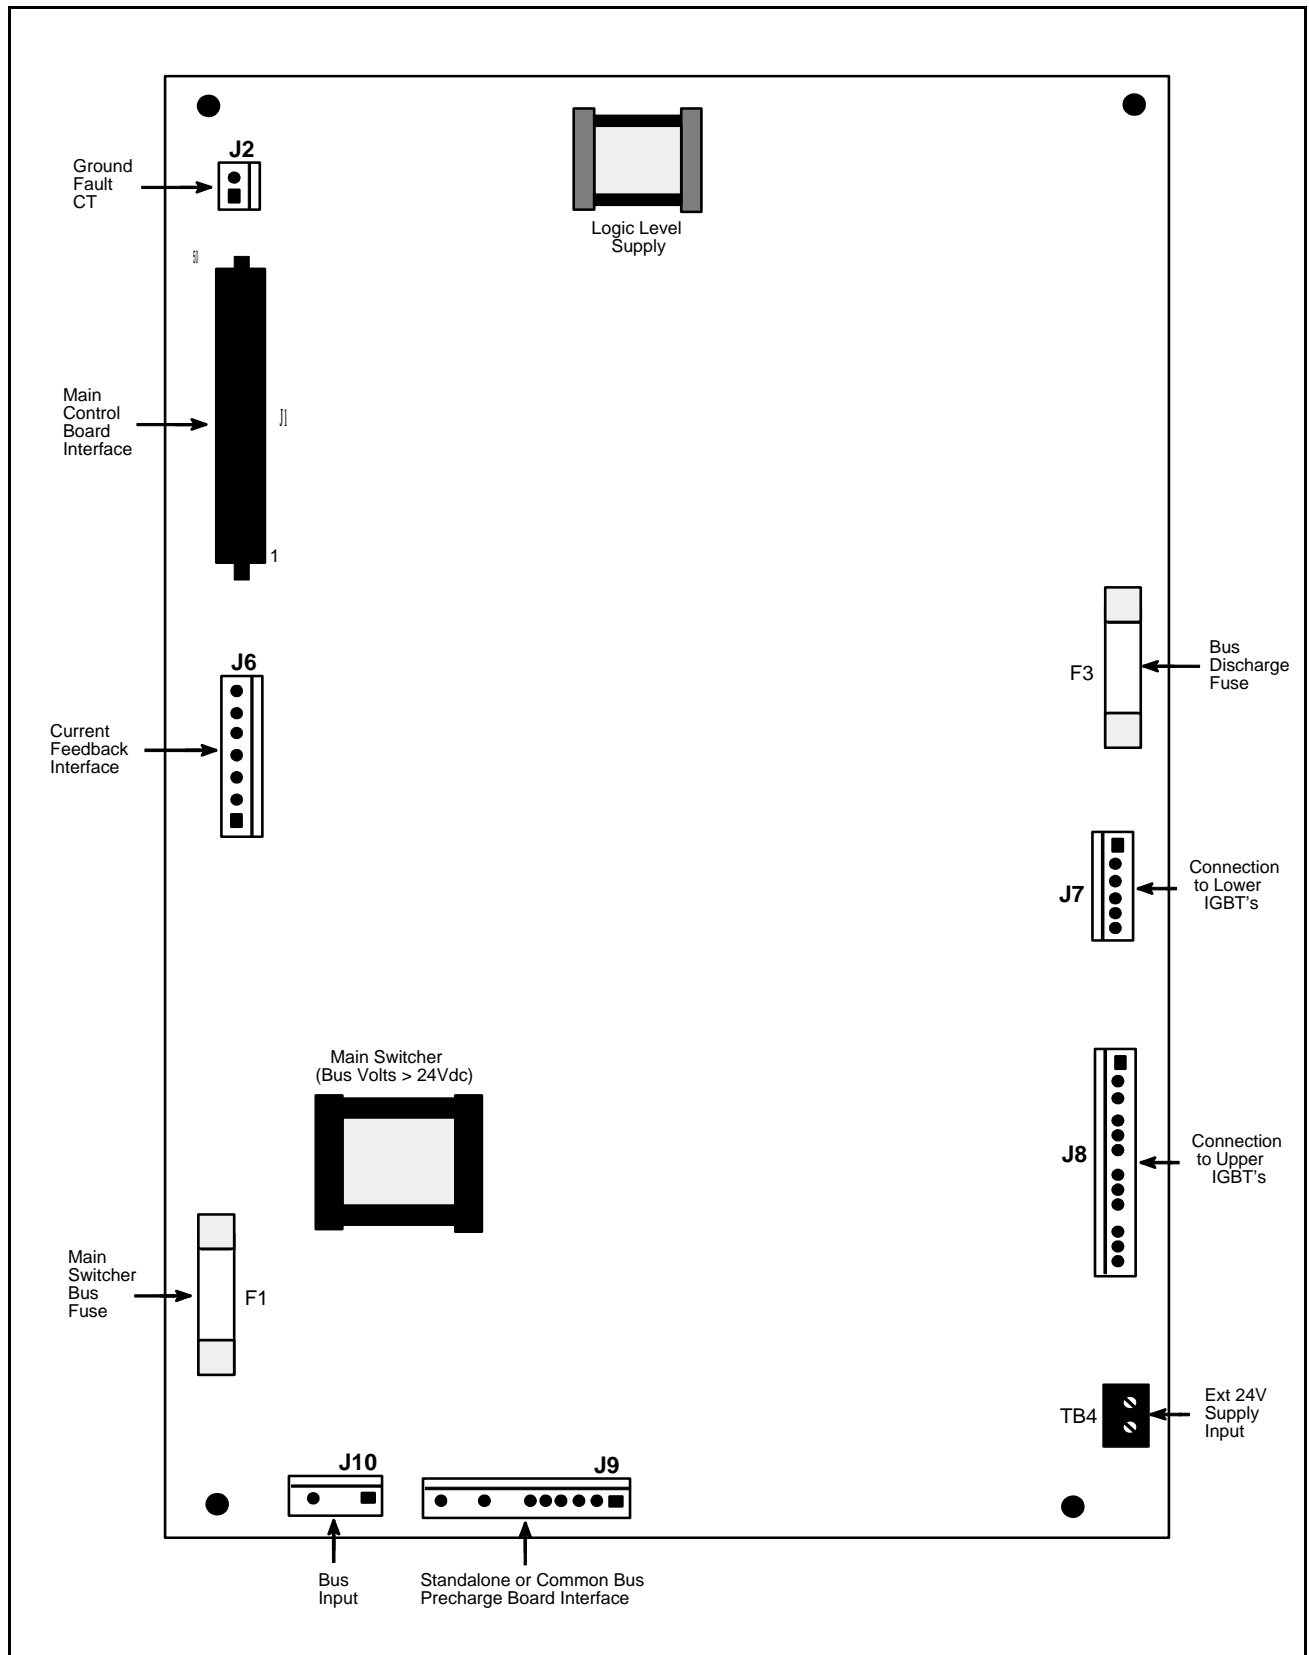 J2
Ground
Fault
CT
Logic Level
Supply
50
Main
Control
Board
Interface
J1
1
J6
Current
Feedback
Interface
F3
Bus
Discharge
Fuse
J7
Connection
to Lower
IGBT's
Main Switcher
(Bus Volts > 24Vdc)
J8
Connection
to Upper
IGBT's
Main
Switcher
Bus
Fuse
F1
TB4
Ext 24V
Supply
Input
J10
J9
Bus
Input
Standalone or Common Bus
Precharge Board Interface